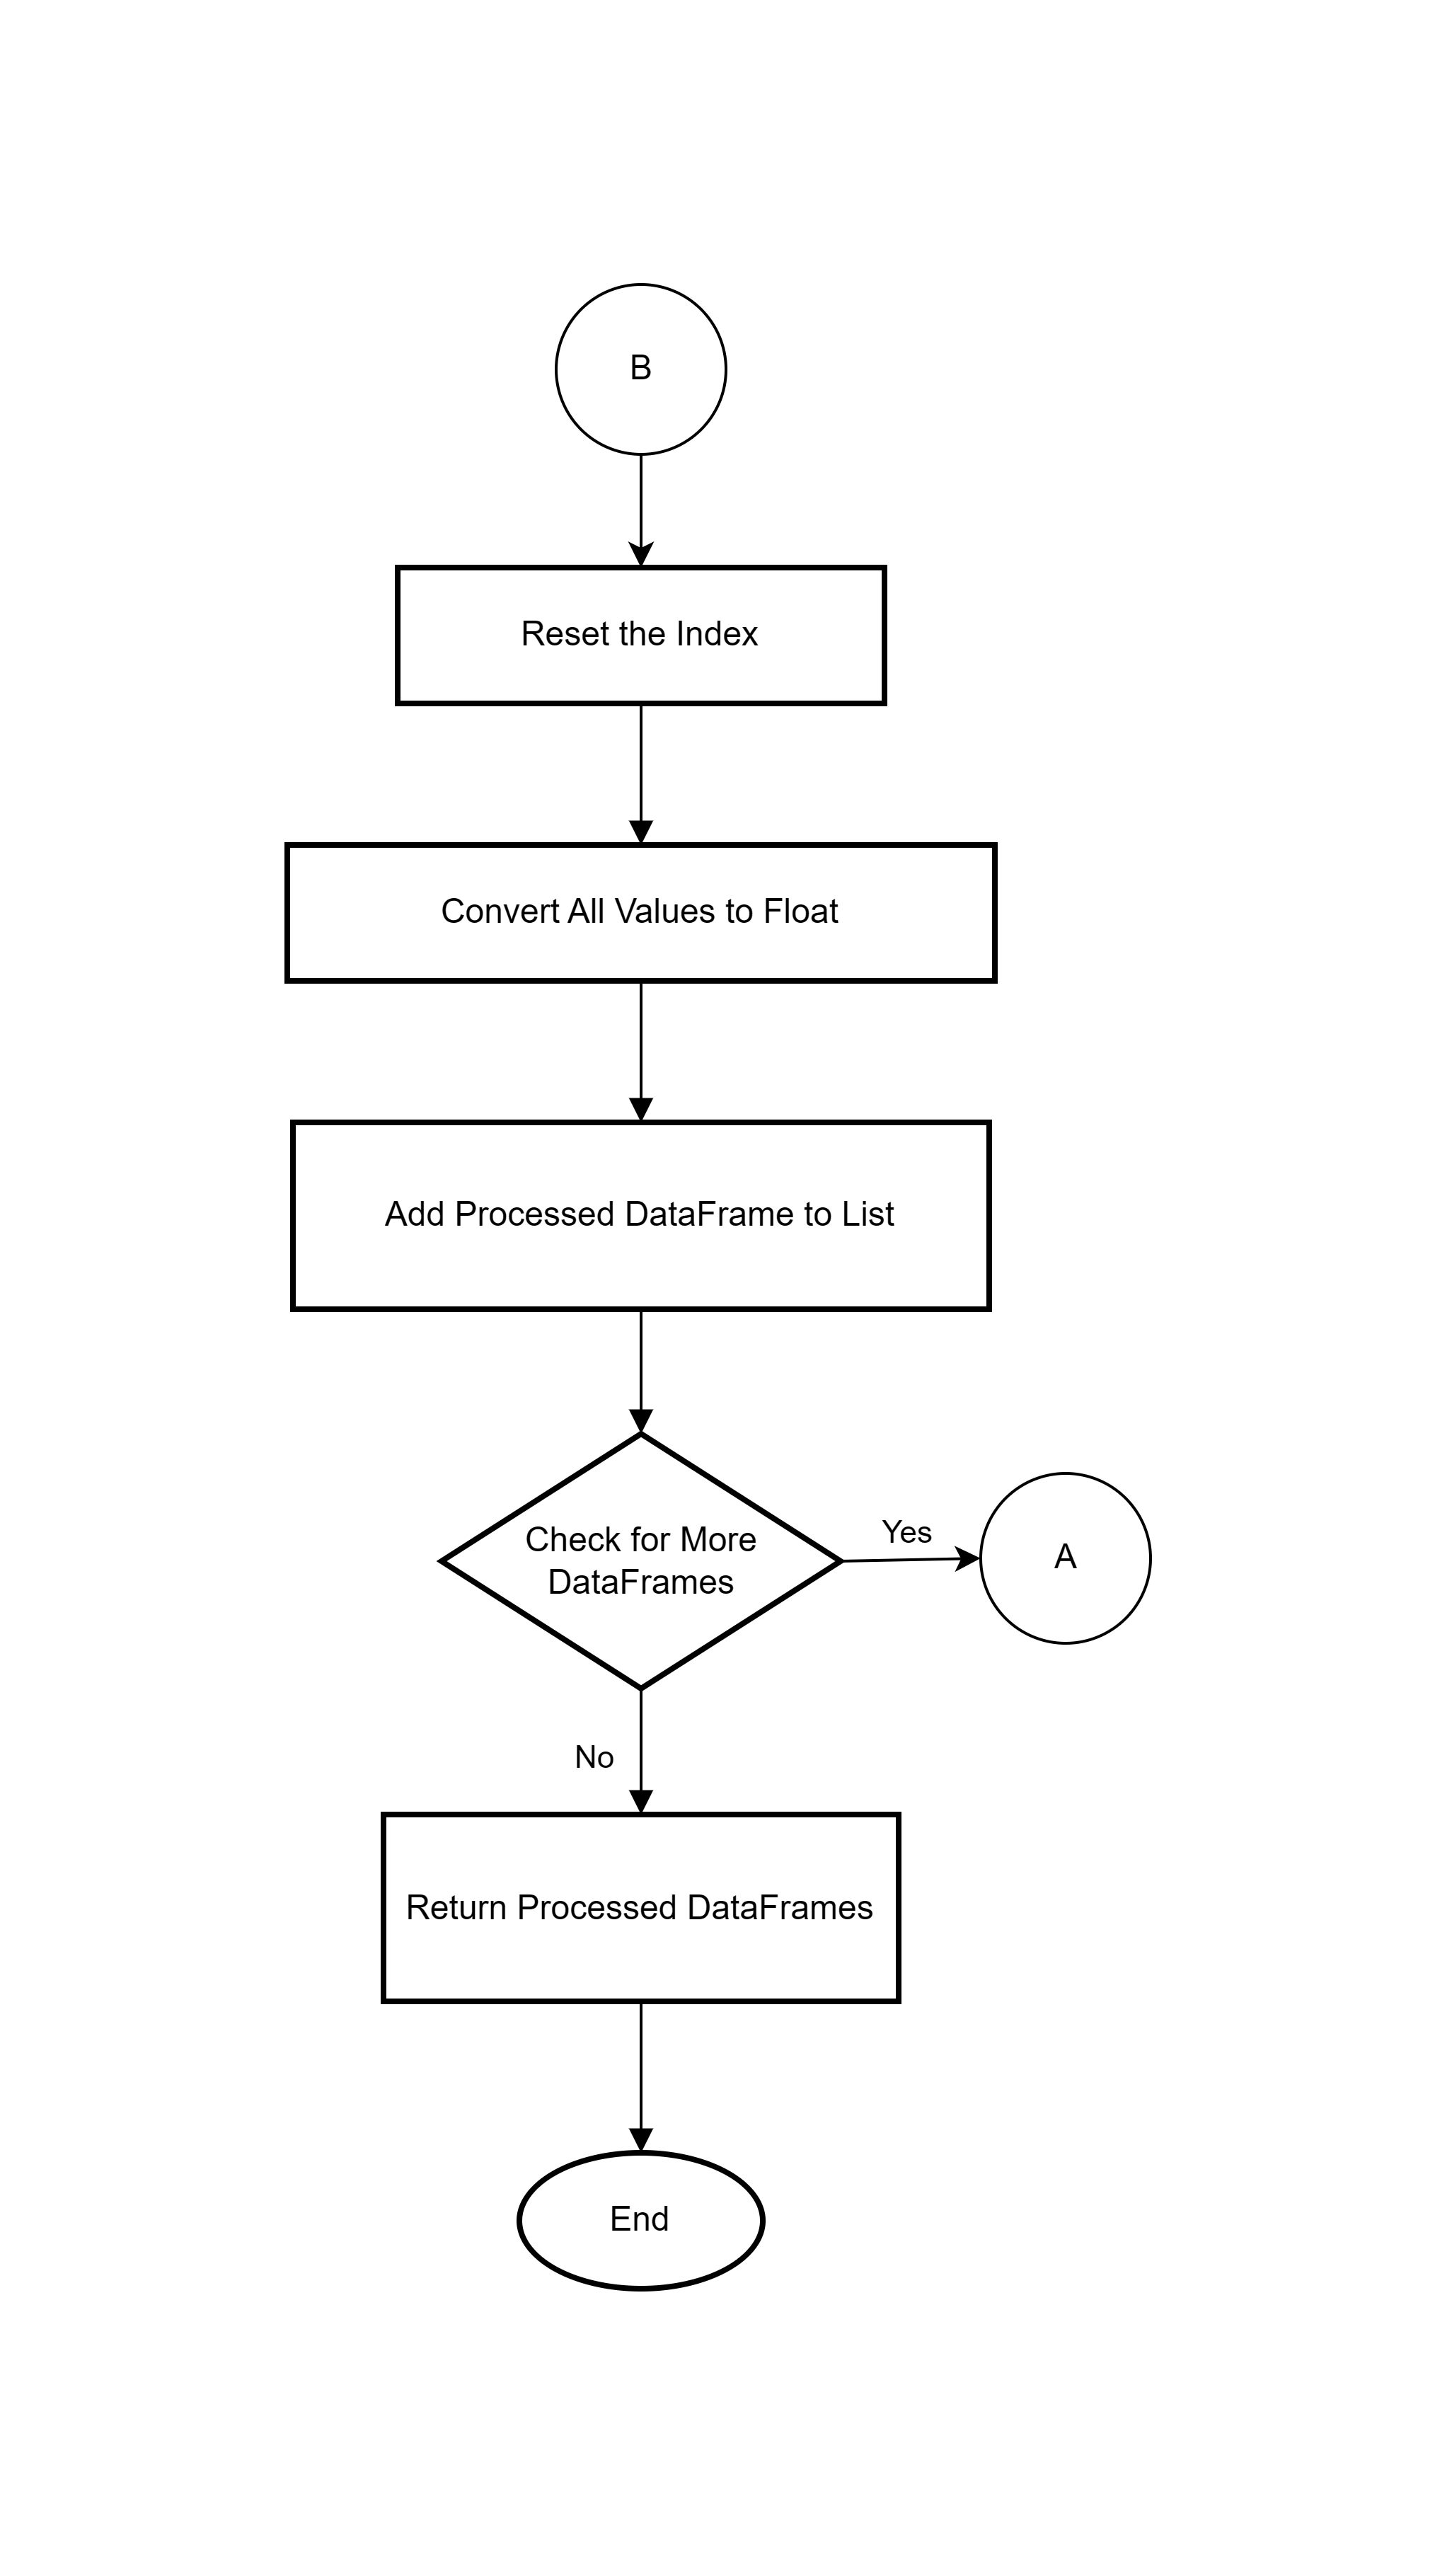 B
Reset the Index
Convert All Values to Float
Add Processed DataFrame to List
Check for More
DataFrames
Yes
A
No
Return Processed DataFrames
End